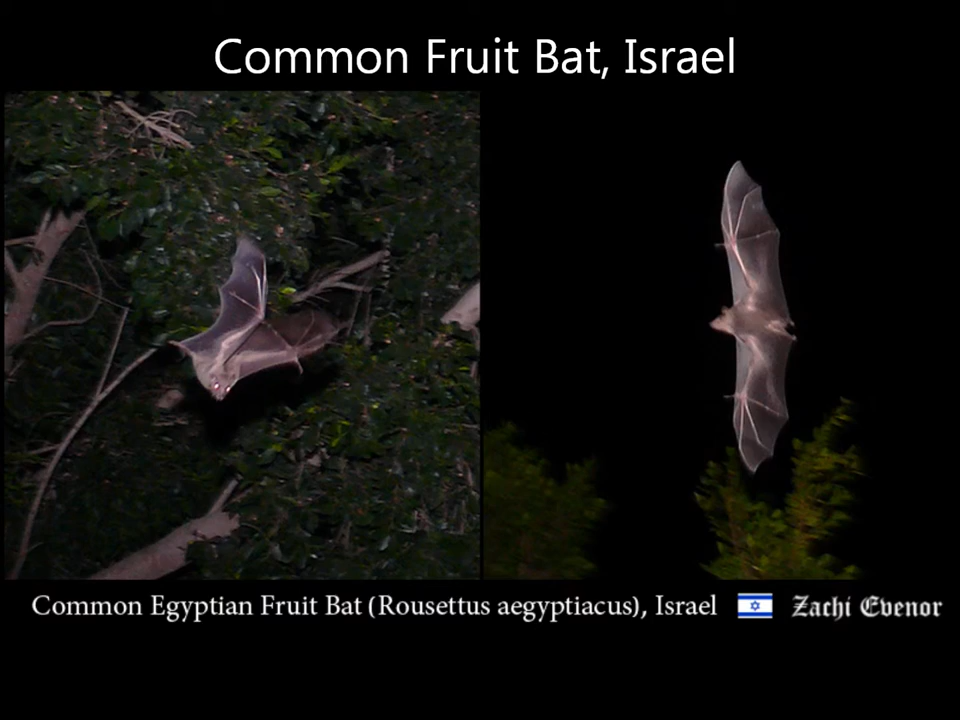 Common Fruit Bat, Israel
Common Egyptian Fruit Bat (Rousettus aegyptiacus), Israel Zachi Evenor